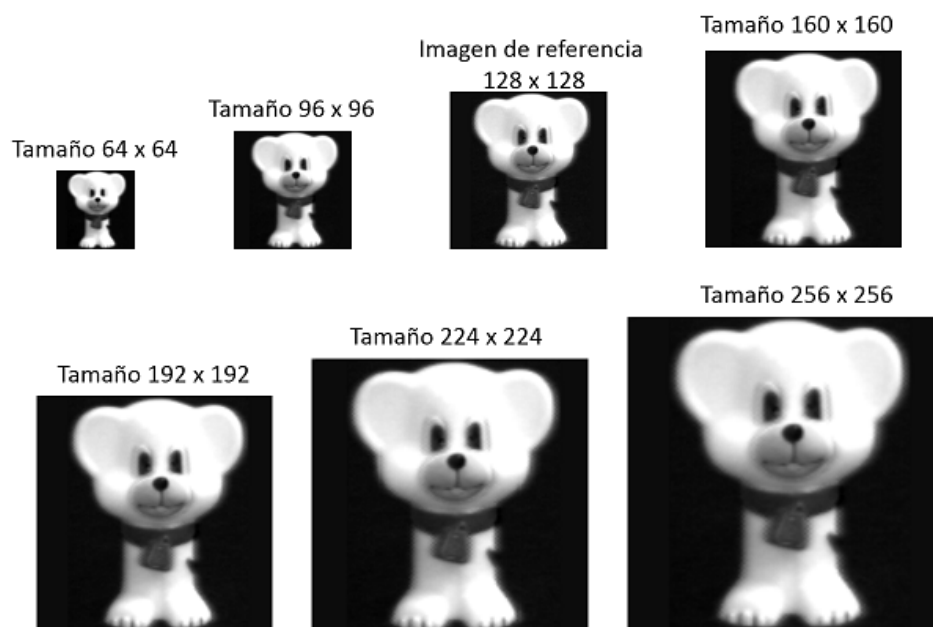 Tamaño 64 x 64
Tamaño 96 x 96
Imagen de referencia
128 x 128
Tamaño 160 x 160
Tamaño 192 x 192
Tamaño 224 x 224
Tamaño 256 x 256